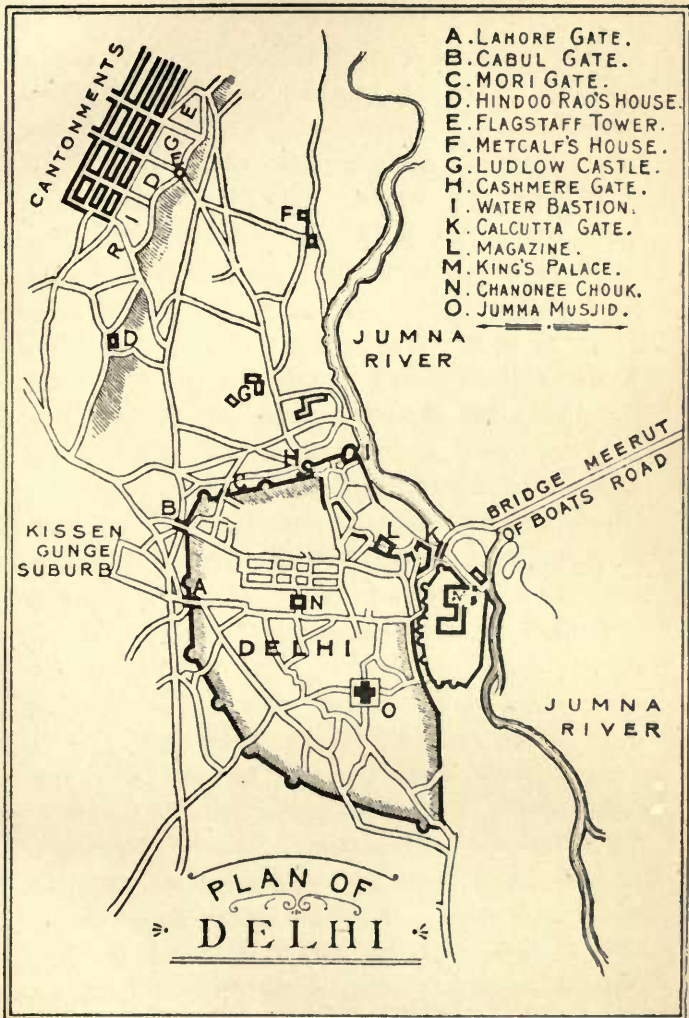 A. LAHORE GATE.
B. CABUL GATE.
C. MORI GATE.
D. HINDOO RAO'S HOUSE.
E. FLAGSTAFF TOWER.
F. METCALF'S HOUSE.
G. LUDLOW CASTLE.
H. CASHMERE GATE.
I. WATER BASTION.
K. CALCUTTA GATE.
L. MAGAZINE.
M. KING'S PALACE.
N. CHANONEE CHOUK.
O. JUMMA MUSJID.
CANTONMENTS
RIDGE
E
F
D
JUMNA
RIVER
G
H
I
C
B
BRIDGE MEERUT
OF BOATS ROAD
KISSEN
GUNGE
SUBURB
L
K
A
N
M
DELHI
O
JUMNA
RIVER
PLAN OF
DELHI